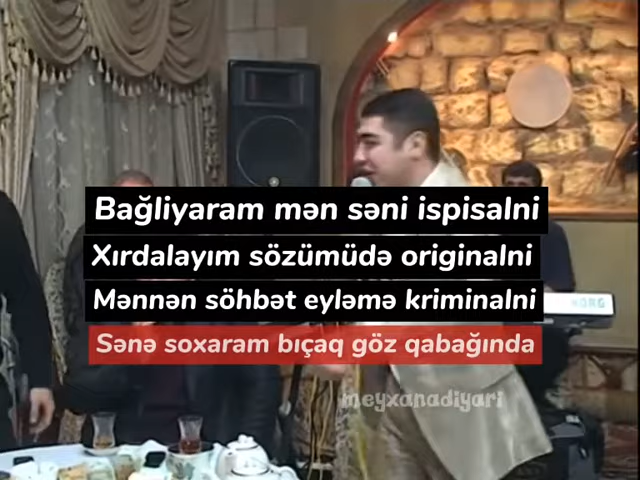 Bağliyaram mən səni ispisalni
Xırdalayım sözümüdə originalni
Mənnən söhbət eyləmə kriminalni
Sənə soxaram bıçaq göz qabağında
meyxanadiyari
KORG